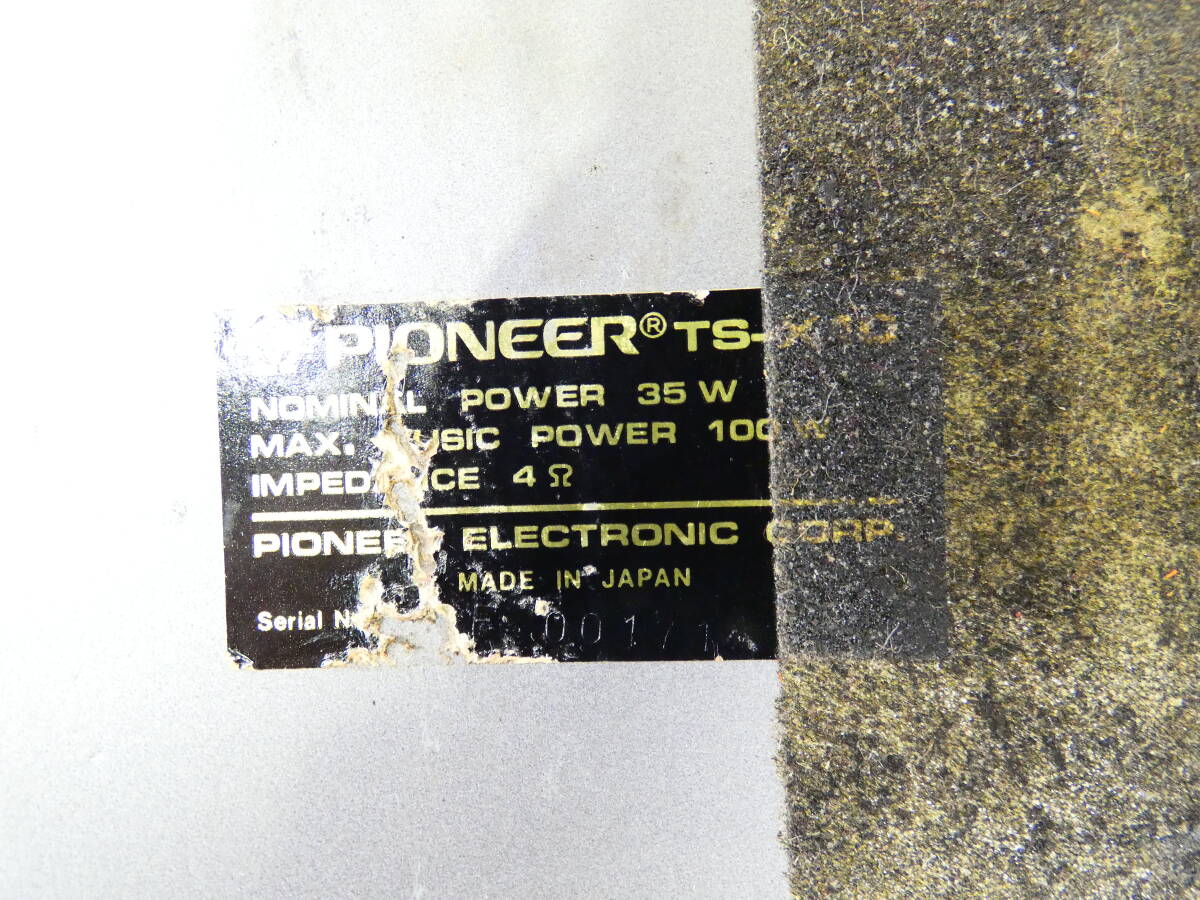 PIONEER® TS-
NOMINAL POWER 35 W
MAX. MUSIC POWER 100 W
IMPEDANCE 4 Ω
PIONEER ELECTRONIC CORP.
MADE IN JAPAN
Serial No